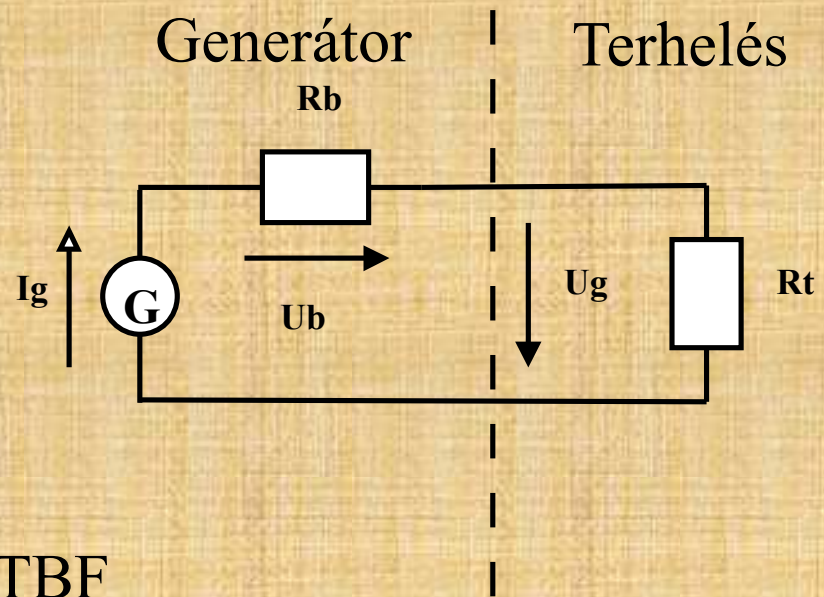 Generátor
Terhelés
Rb
Ig
G
Ub
Ug
Rt
TBF